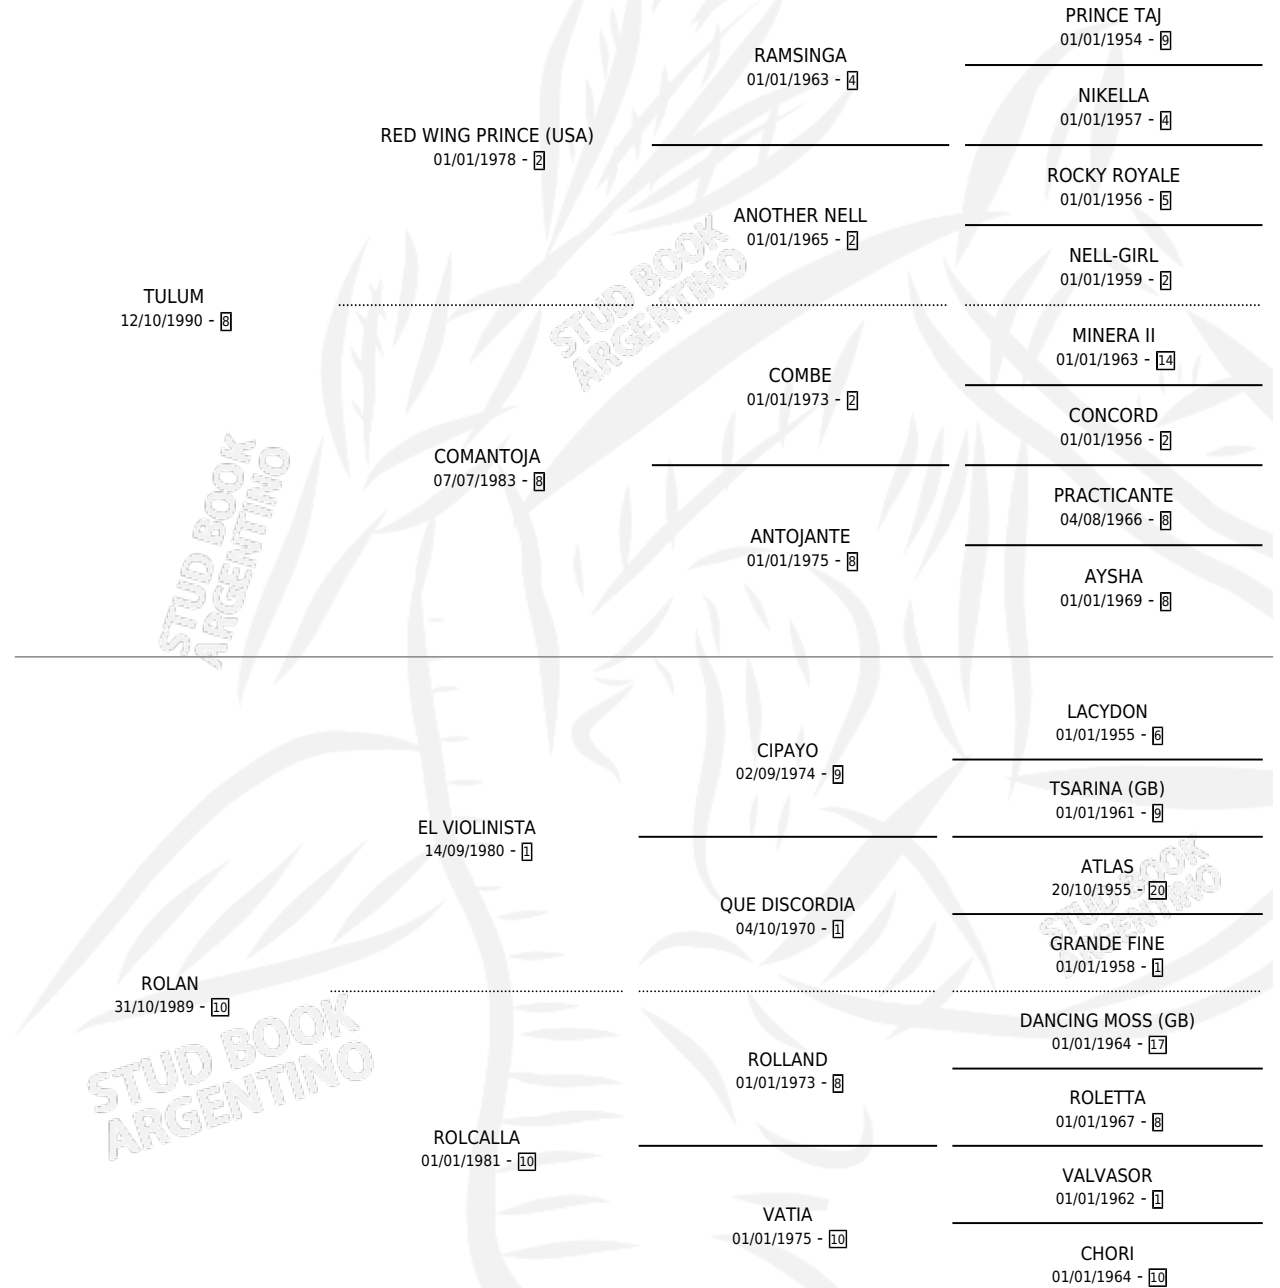 PRINCE TAJ
01/01/1954 - 9
RAMSINGA
01/01/1963 - 4
NIKELLA
01/01/1957 - 4
RED WING PRINCE (USA)
01/01/1978 - 2
ROCKY ROYALE
01/01/1956 - 5
ANOTHER NELL
01/01/1965 - 2
NELL-GIRL
01/01/1959 - 2
TULUM
12/10/1990 - 8
MINERA II
01/01/1963 - 14
COMBE
01/01/1973 - 2
CONCORD
01/01/1956 - 2
COMANTOJA
07/07/1983 - 8
PRACTICANTE
04/08/1966 - 8
ANTOJANTE
01/01/1975 - 8
AYSHA
01/01/1969 - 8
STUD BOOK
ARGENTINO
STUD BOOK
ARGENTINO
LACYDON
01/01/1955 - 6
CIPAYO
02/09/1974 - 9
TSARINA (GB)
01/01/1961 - 9
EL VIOLINISTA
14/09/1980 - 1
ATLAS
20/10/1955 - 20
QUE DISCORDIA
04/10/1970 - 1
GRANDE FINE
01/01/1958 - 1
STUD BOOK
ARGENTINO
ROLAN
31/10/1989 - 10
DANCING MOSS (GB)
01/01/1964 - 17
ROLLAND
01/01/1973 - 8
ROLETTA
01/01/1967 - 8
STUD BOOK
ARGENTINO
ROLCALLA
01/01/1981 - 10
VALVASOR
01/01/1962 - 1
VATIA
01/01/1975 - 10
CHORI
01/01/1964 - 10